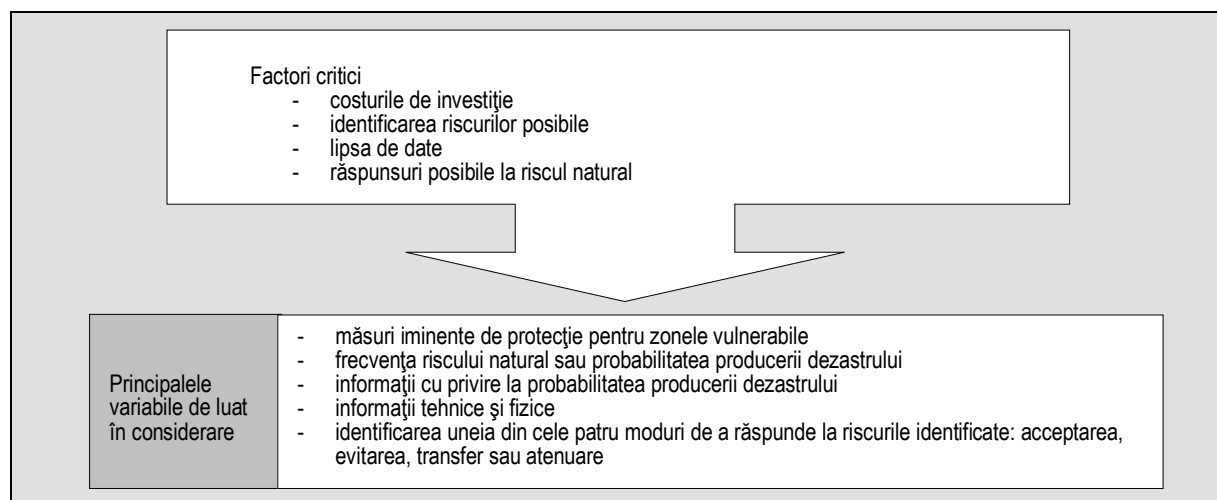 Factori critici
- costurile de investiţie
- identificarea riscurilor posibile
- lipsa de date
- răspunsuri posibile la riscul natural
Principalele
variabile de luat
în considerare
- măsuri iminente de protecţie pentru zonele vulnerabile
- frecvenţa riscului natural sau probabilitatea producerii dezastrului
- informaţii cu privire la probabilitatea producerii dezastrului
- informaţii tehnice şi fizice
- identificarea uneia din cele patru moduri de a răspunde la riscurile identificate: acceptarea,
evitarea, transfer sau atenuare